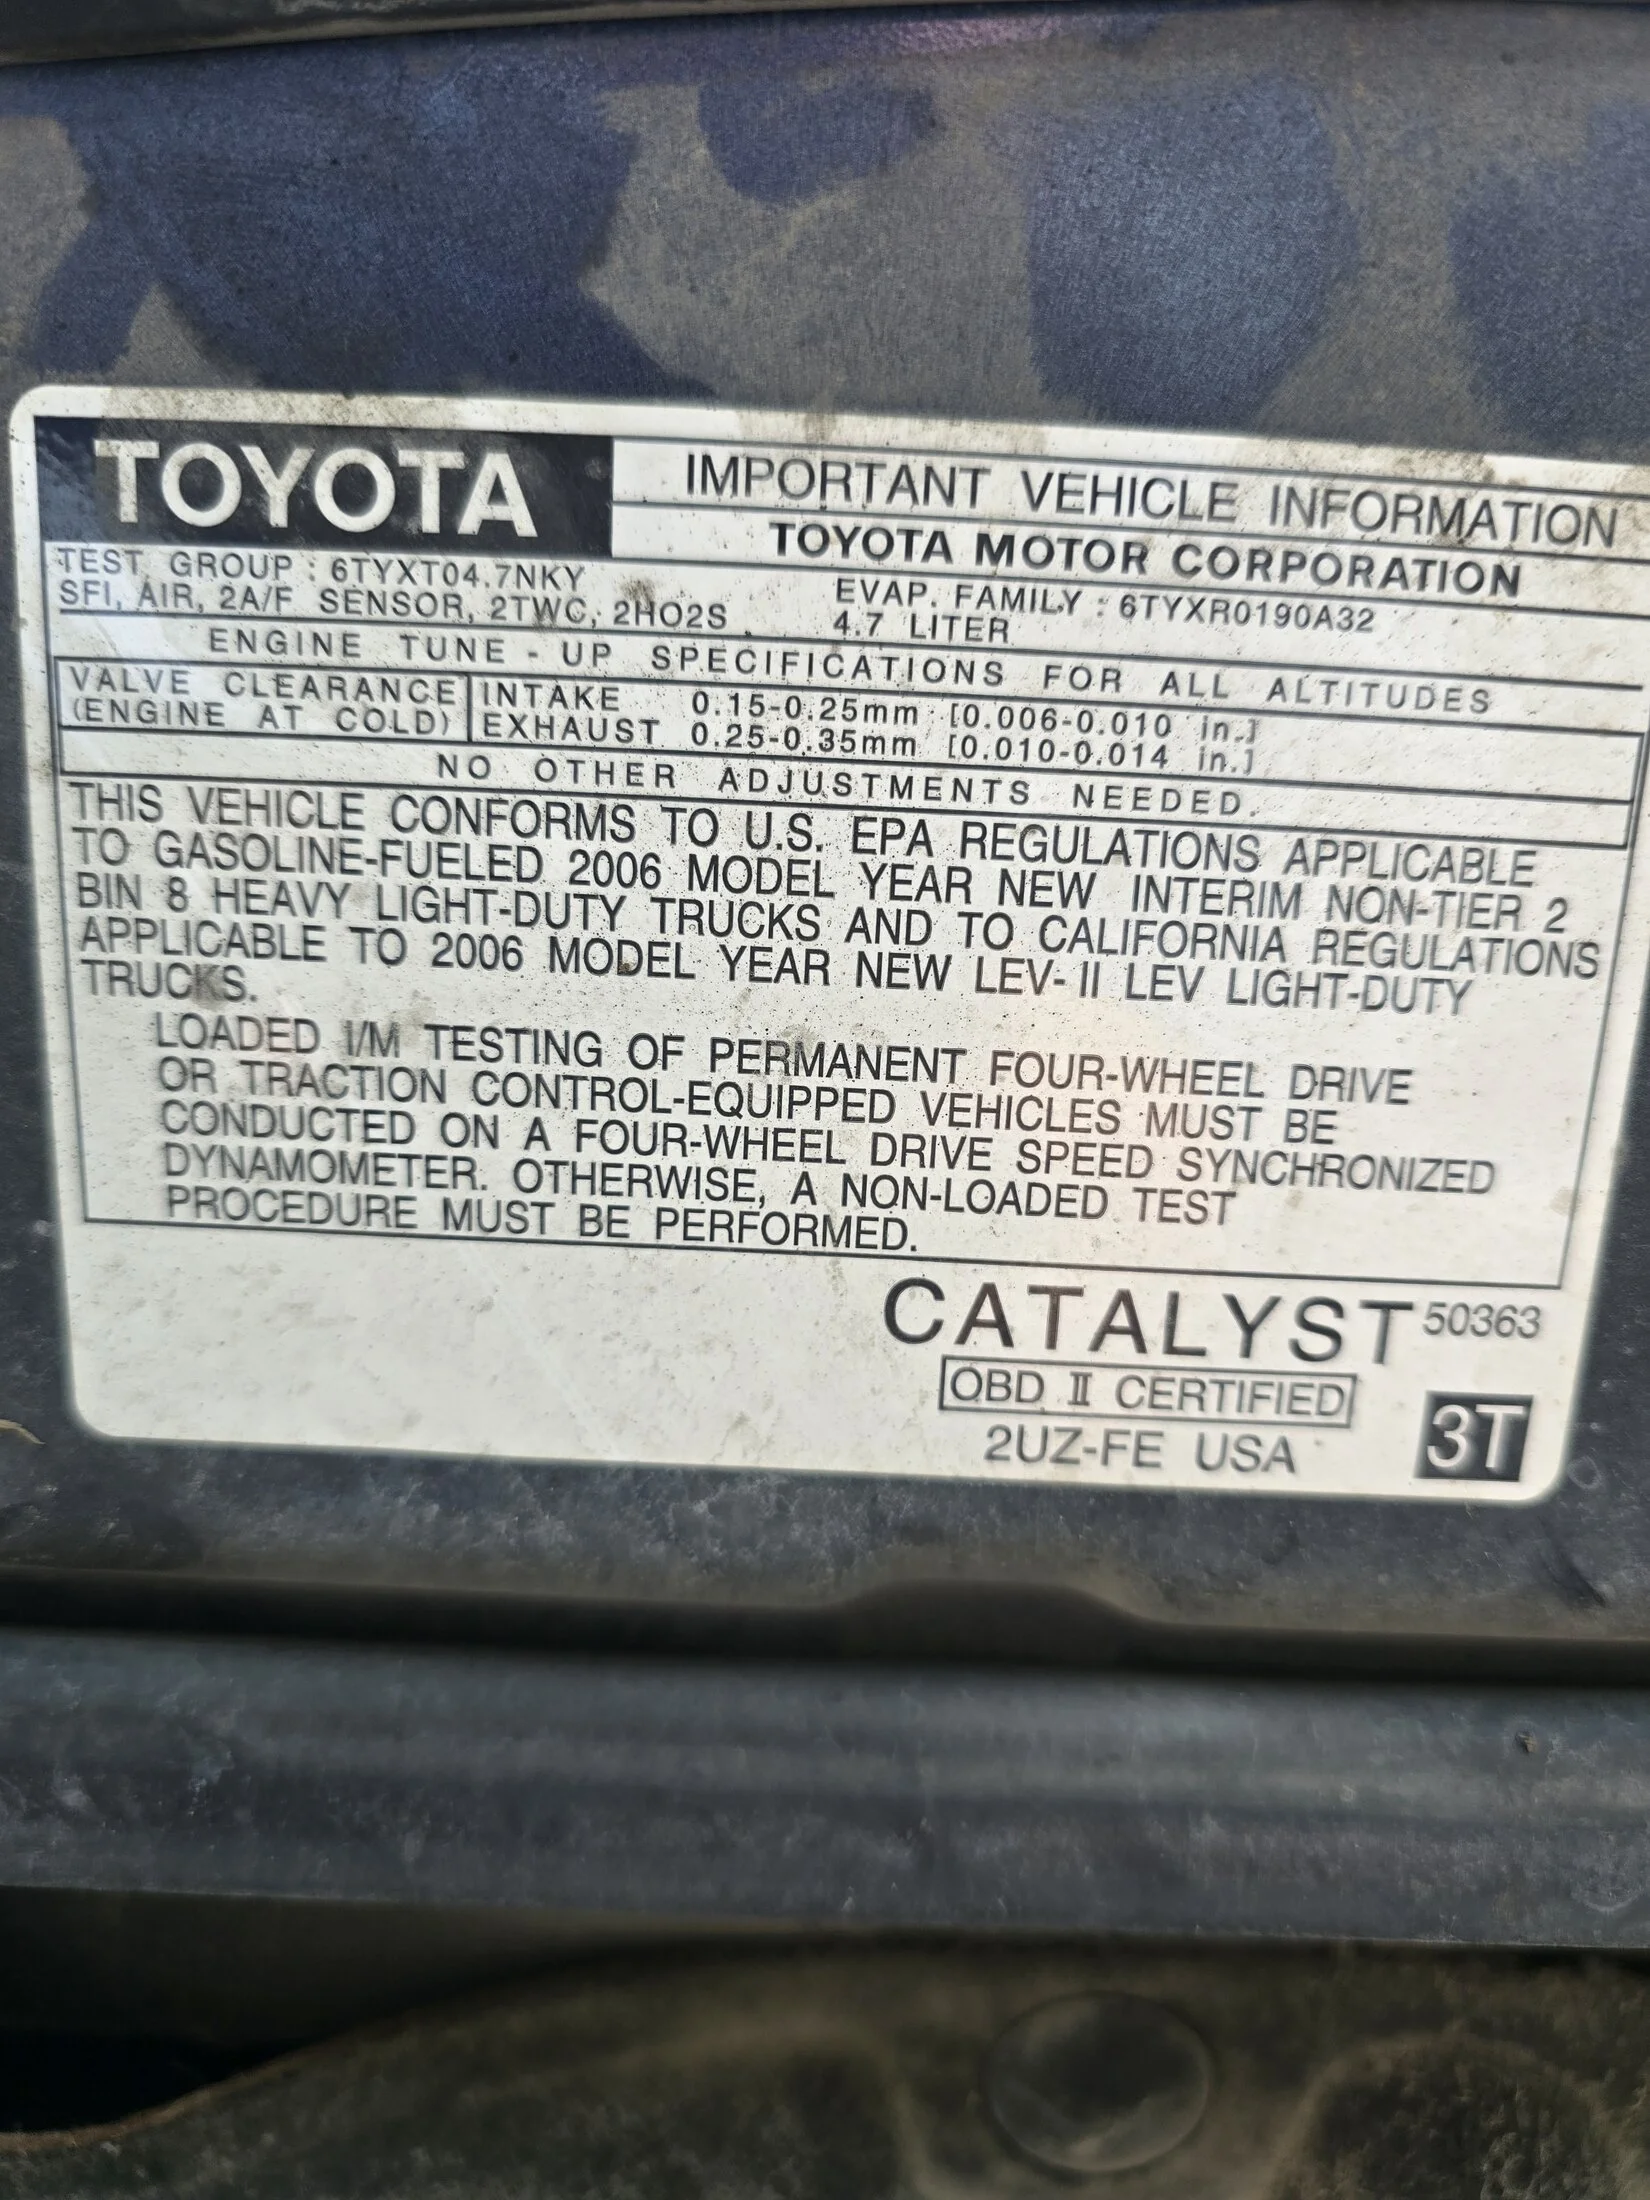 TOYOTA
IMPORTANT VEHICLE INFORMATION
TOYOTA MOTOR CORPORATION
TEST GROUP : 6TYXT04.7NKY
EVAP. FAMILY : 6TYXR0190A32
SFI, AIR, 2A/F SENSOR, 2TWC, 2HO2S
4.7 LITER
ENGINE TUNE - UP SPECIFICATIONS FOR ALL ALTITUDES
VALVE CLEARANCE
(ENGINE AT COLD)
INTAKE 0.15-0.25mm [0.006-0.010 in.]
EXHAUST 0.25-0.35mm [0.010-0.014 in.]
NO OTHER ADJUSTMENTS NEEDED.
THIS VEHICLE CONFORMS TO U.S. EPA REGULATIONS APPLICABLE
TO GASOLINE-FUELED 2006 MODEL YEAR NEW INTERIM NON-TIER 2
BIN 8 HEAVY LIGHT-DUTY TRUCKS AND TO CALIFORNIA REGULATIONS
APPLICABLE TO 2006 MODEL YEAR NEW LEV-II LEV LIGHT-DUTY
TRUCKS.
LOADED I/M TESTING OF PERMANENT FOUR-WHEEL DRIVE
OR TRACTION CONTROL-EQUIPPED VEHICLES MUST BE
CONDUCTED ON A FOUR-WHEEL DRIVE SPEED SYNCHRONIZED
DYNAMOMETER. OTHERWISE, A NON-LOADED TEST
PROCEDURE MUST BE PERFORMED.
CATALYST 50363
OBD II CERTIFIED
2UZ-FE USA
3T